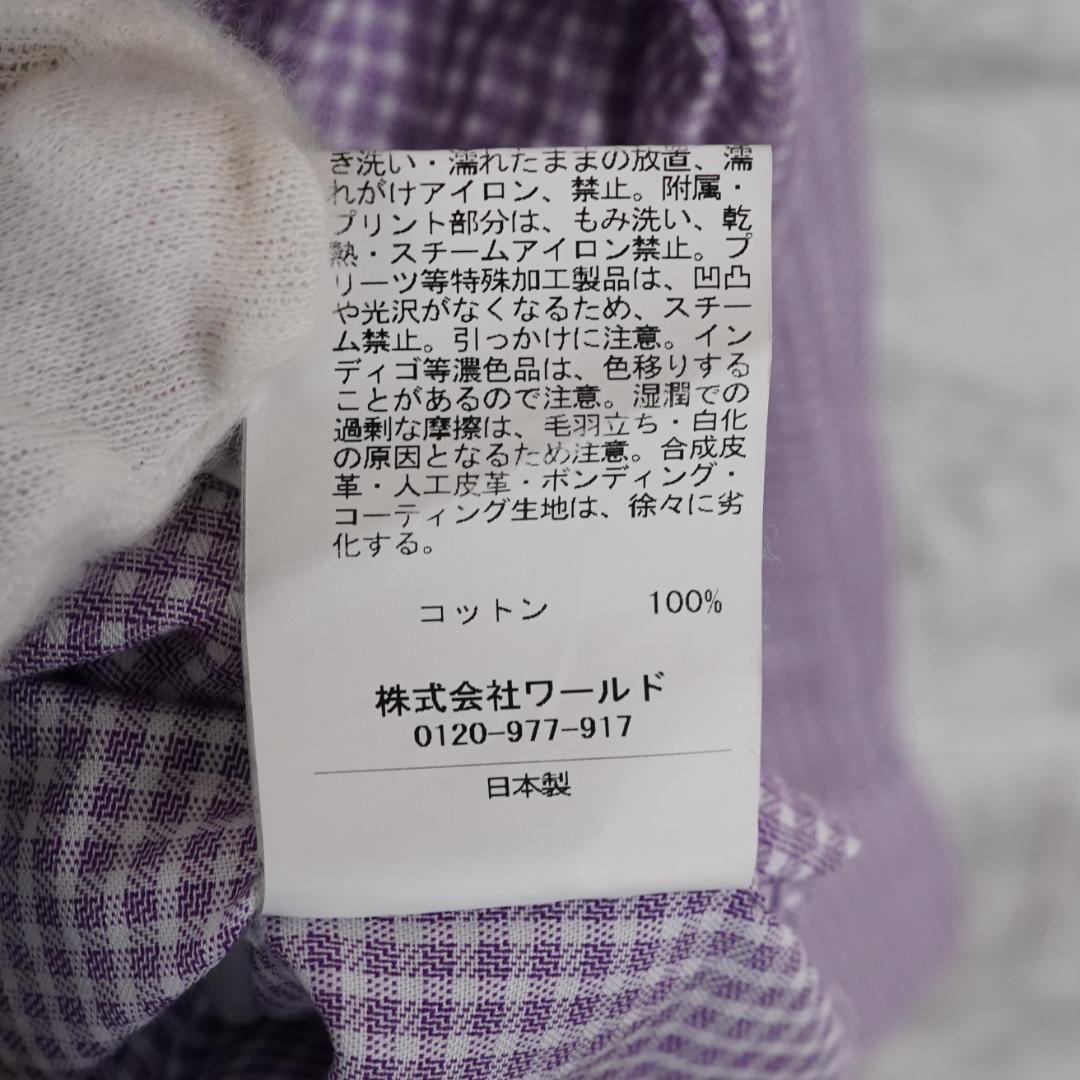 き洗い・濡れたままの放置、濡
れがけアイロン、禁止。附属・
プリント部分は、もみ洗い、乾
熱・スチームアイロン禁止。プ
リーツ等特殊加工製品は、凹凸
や光沢がなくなるため、スチー
ム禁止。引っかけに注意。イン
ディゴ等濃色品は、色移りする
ことがあるので注意。湿潤での
過剰な摩擦は、毛羽立ち・白化
の原因となるため注意。合成皮
革・人工皮革・ボンディング・
コーティング生地は、徐々に劣
化する。
コットン 100%
株式会社ワールド
0120-977-917
日本製